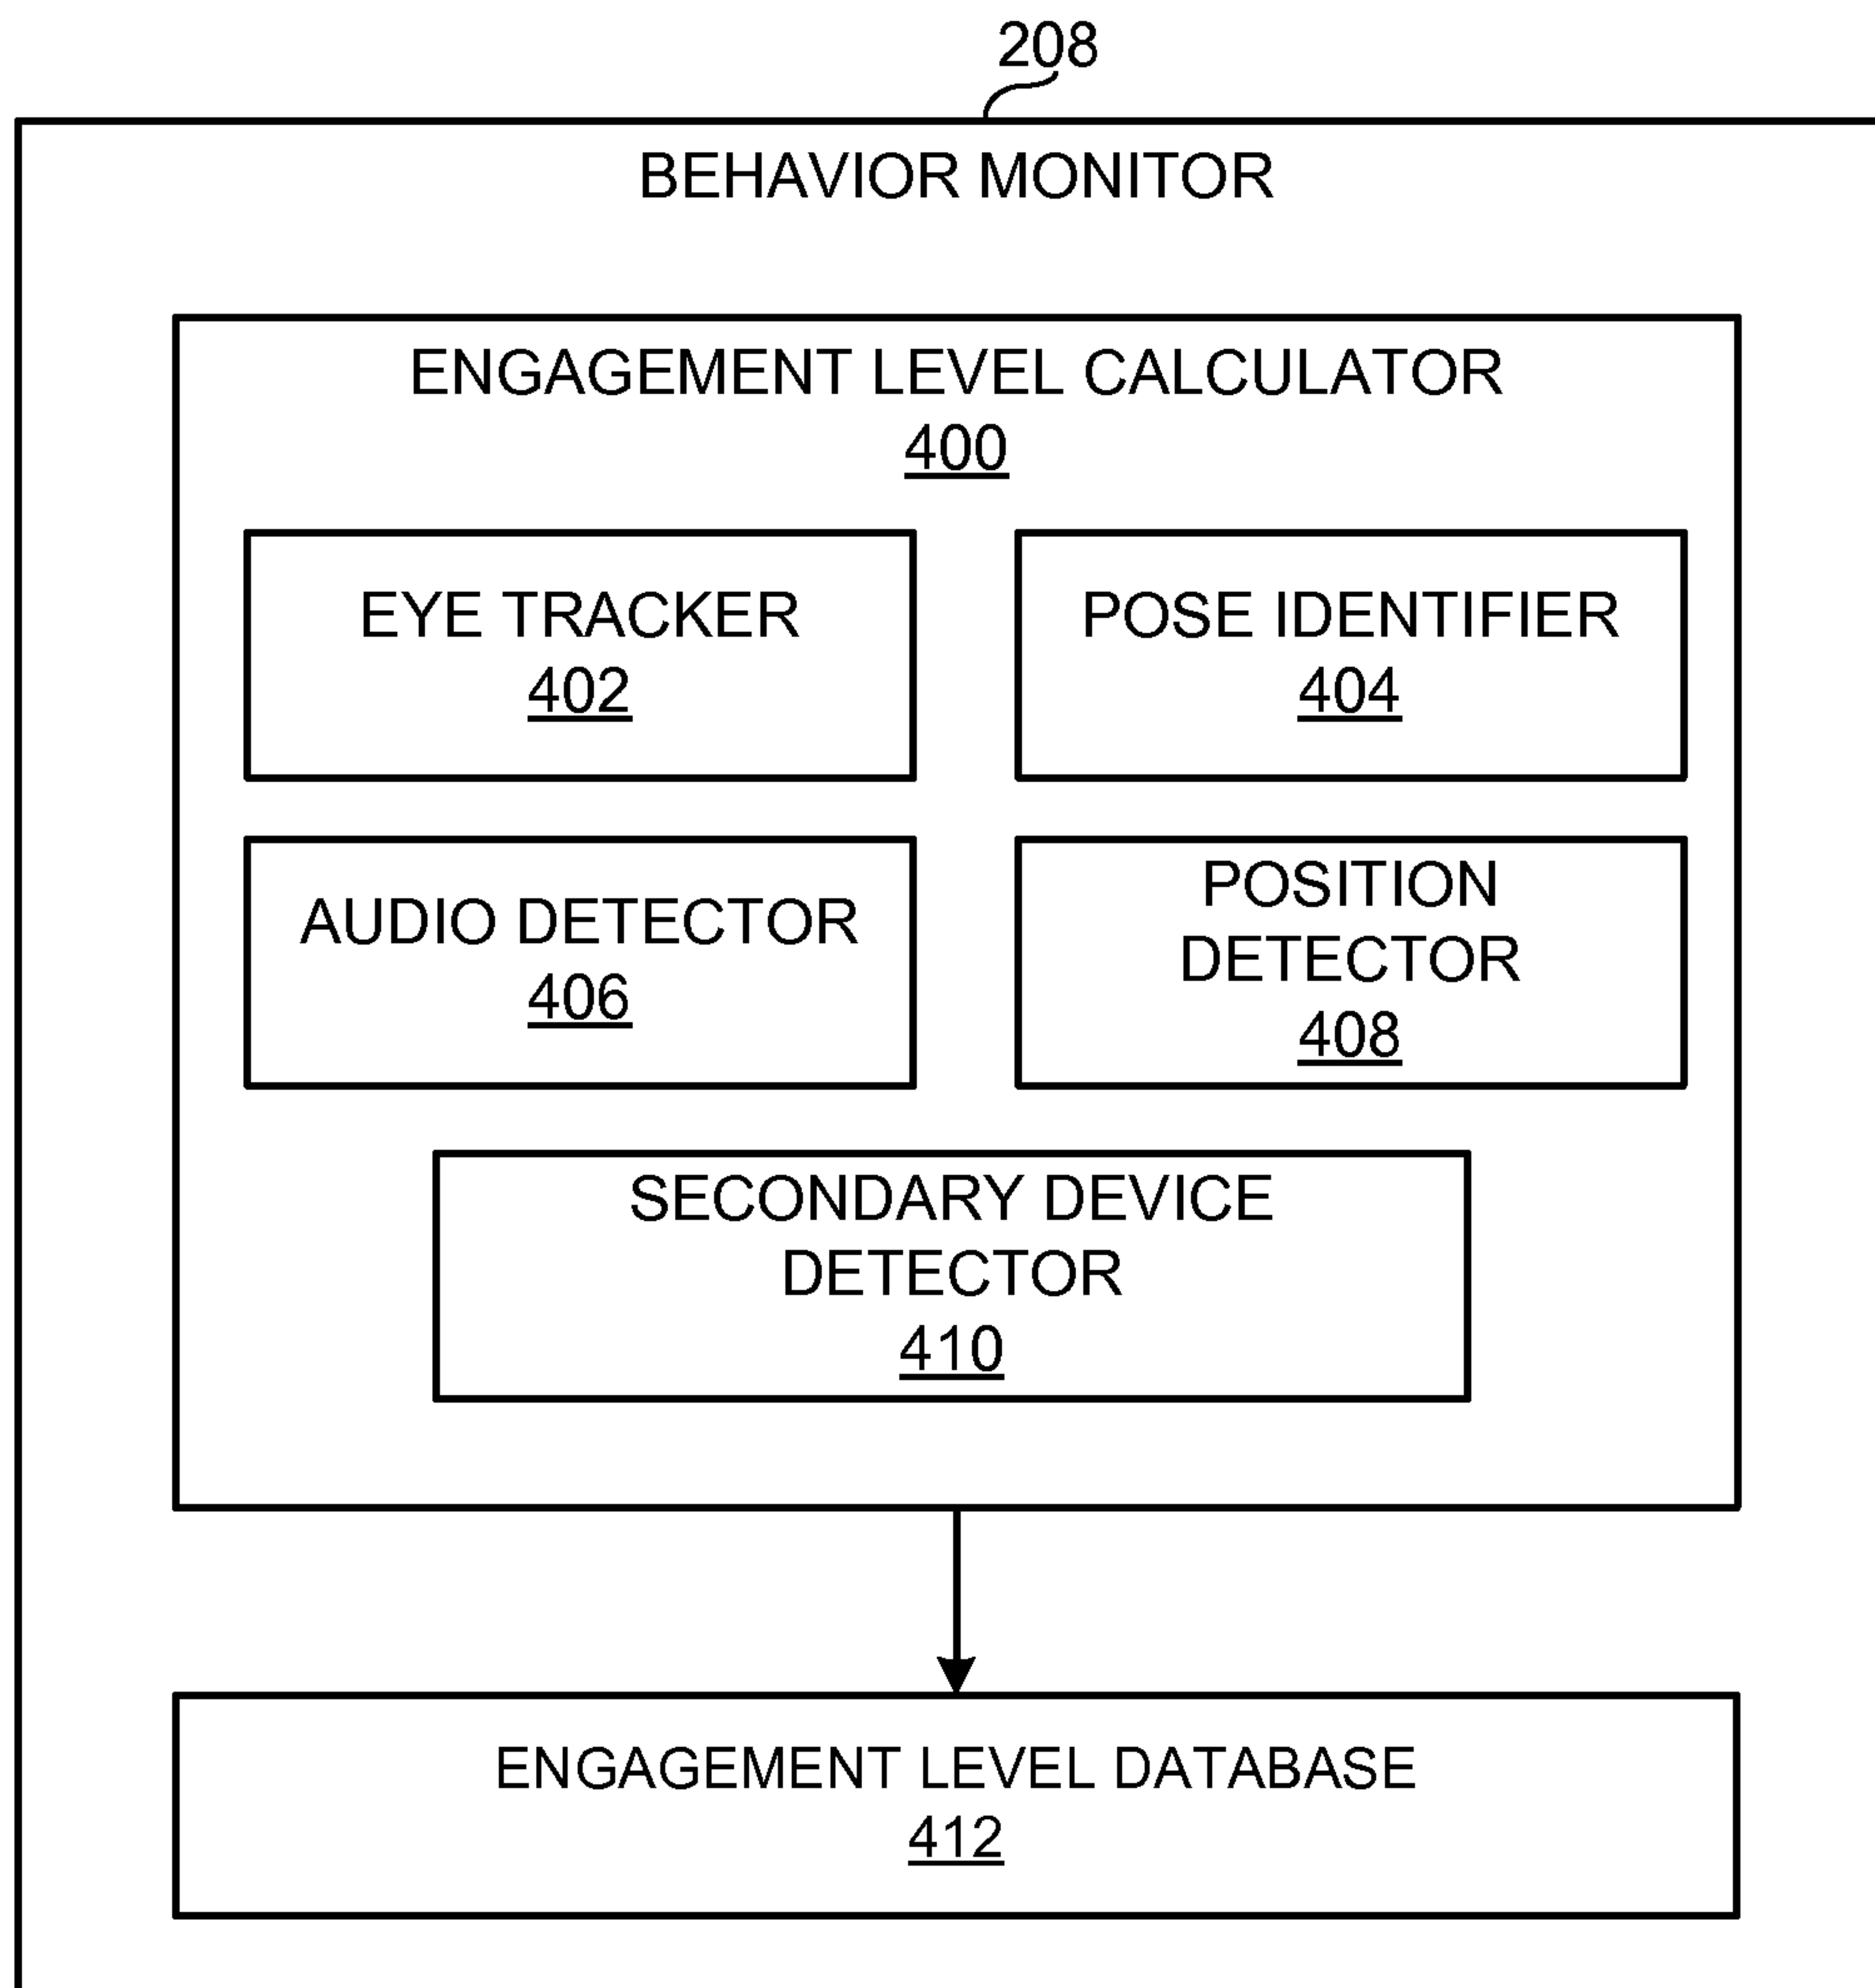 208
BEHAVIOR MONITOR
ENGAGEMENT LEVEL CALCULATOR
400
EYE TRACKER
402
POSE IDENTIFIER
404
AUDIO DETECTOR
406
POSITION
DETECTOR
408
SECONDARY DEVICE
DETECTOR
410
ENGAGEMENT LEVEL DATABASE
412